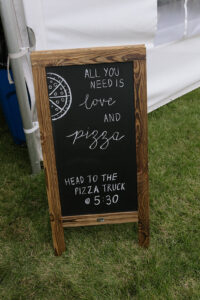 ALL YOU
NEED IS
love
AND
pizza
HEAD TO THE
PIZZA TRUCK
@ 5:30